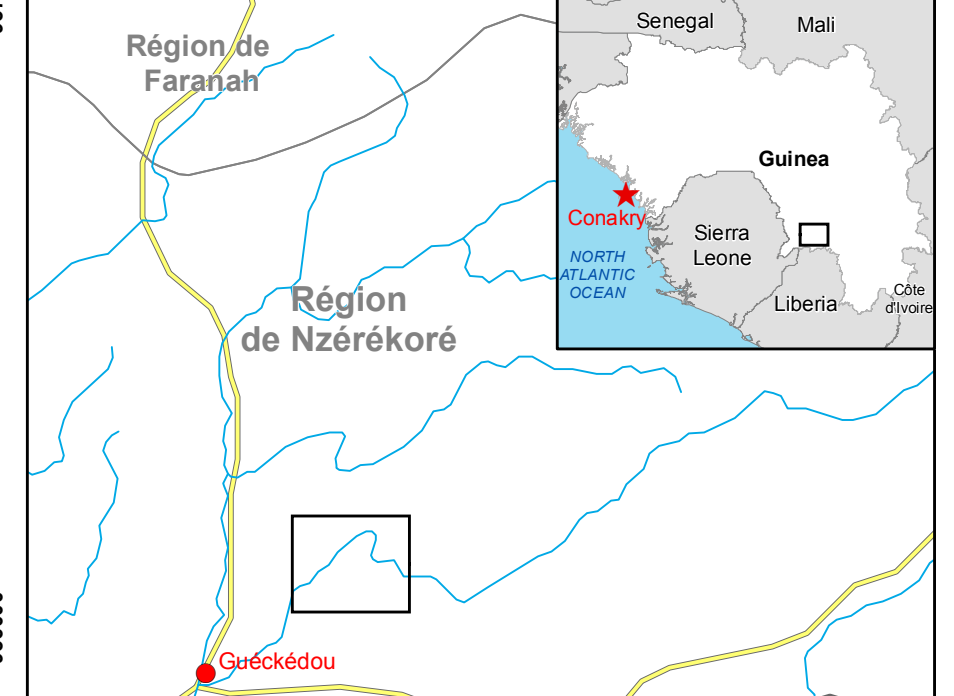 Région de
Faranah
Senegal
Mali
Guinea
Conakry
Sierra
Leone
NORTH
ATLANTIC
OCEAN
Liberia
Côte
d'Ivoire
Région
de Nzérékoré
Guéckédou